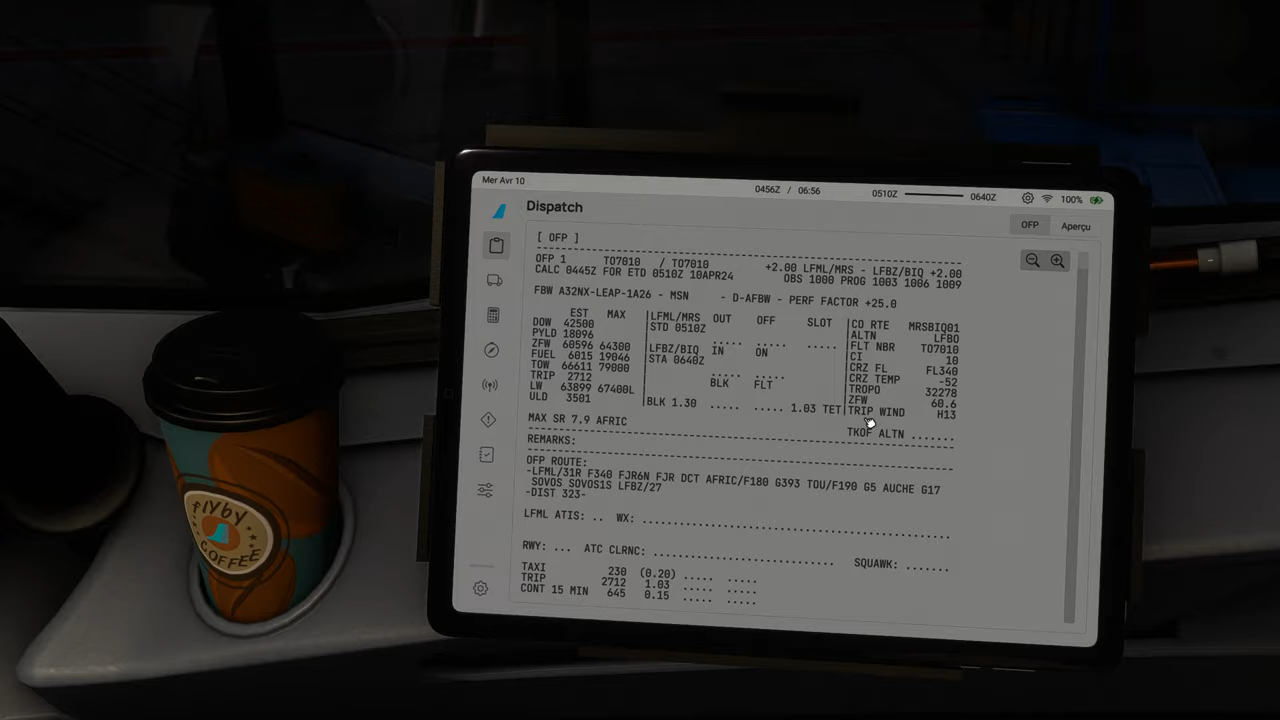 Mer Avr 10
0456Z / 06:56
0510Z
0640Z
100%
Dispatch
OFP
Aperçu
[ OFP ]
OFP 1 TO7010 / TO7010 +2.00 LFML/MRS - LFBZ/BIQ +2.00
CALC 0445Z FOR ETD 0510Z 10APR24 OBS 1000 PROG 1003 1006 1009
FBW A32NX-LEAP-1A26 - MSN - D-AFBW - PERF FACTOR +25.0
EST MAX |LFML/MRS OUT OFF SLOT |CO RTE MRSBIQ01
DOW 42500 |STD 0510Z |ALTN LFBO
PYLD 18096 | ..... ..... ..... |FLT NBR TO7010
ZFW 60596 64300 |LFBZ/BIQ IN ON |CI 10
FUEL 6015 19046 |STA 0640Z |CRZ FL FL340
TOW 66611 79000 | ..... ..... |CRZ TEMP -52
TRIP 2712 | BLK FLT |TROPO 32278
LW 63899 67400L | |ZFW 60.6
ULD 3501 |BLK 1.30 ..... ..... 1.03 TET|TRIP WIND H13
MAX SR 7.9 AFRIC TKOF ALTN .......
REMARKS:
OFP ROUTE:
-LFML/31R F340 FJR6N FJR DCT AFRIC/F180 G393 TOU/F190 G5 AUCHE G17
SOVOS SOVOS1S LFBZ/27
-DIST 323-
LFML ATIS: .. WX: ...............................................
RWY: ... ATC CLRNC: ........................... SQUAWK: .......
TAXI 230 (0.20) ..... .....
TRIP 2712 1.03 ..... .....
CONT 15 MIN 645 0.15 ..... .....
flyby
COFFEE